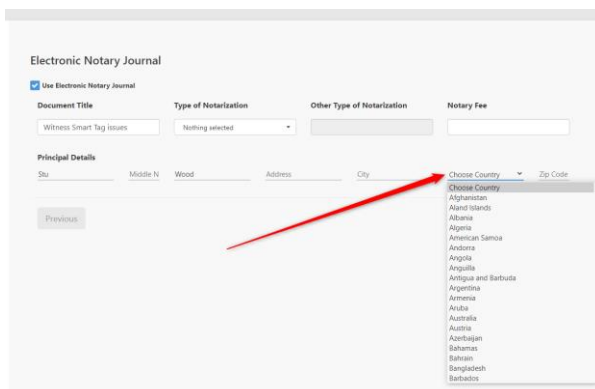 Electronic Notary Journal
Use Electronic Notary Journal
Document Title Type of Notarization Other Type of Notarization Notary Fee
Witness Smart Tag issues Nothing selected
Principal Details
Stu Middle N Wood Address City Choose Country Zip Code
Choose Country
Afghanistan
Aland Islands
Albania
Algeria
American Samoa
Andorra
Angola
Anguilla
Antigua and Barbuda
Argentina
Armenia
Aruba
Australia
Austria
Azerbaijan
Bahamas
Bahrain
Bangladesh
Barbados
Previous